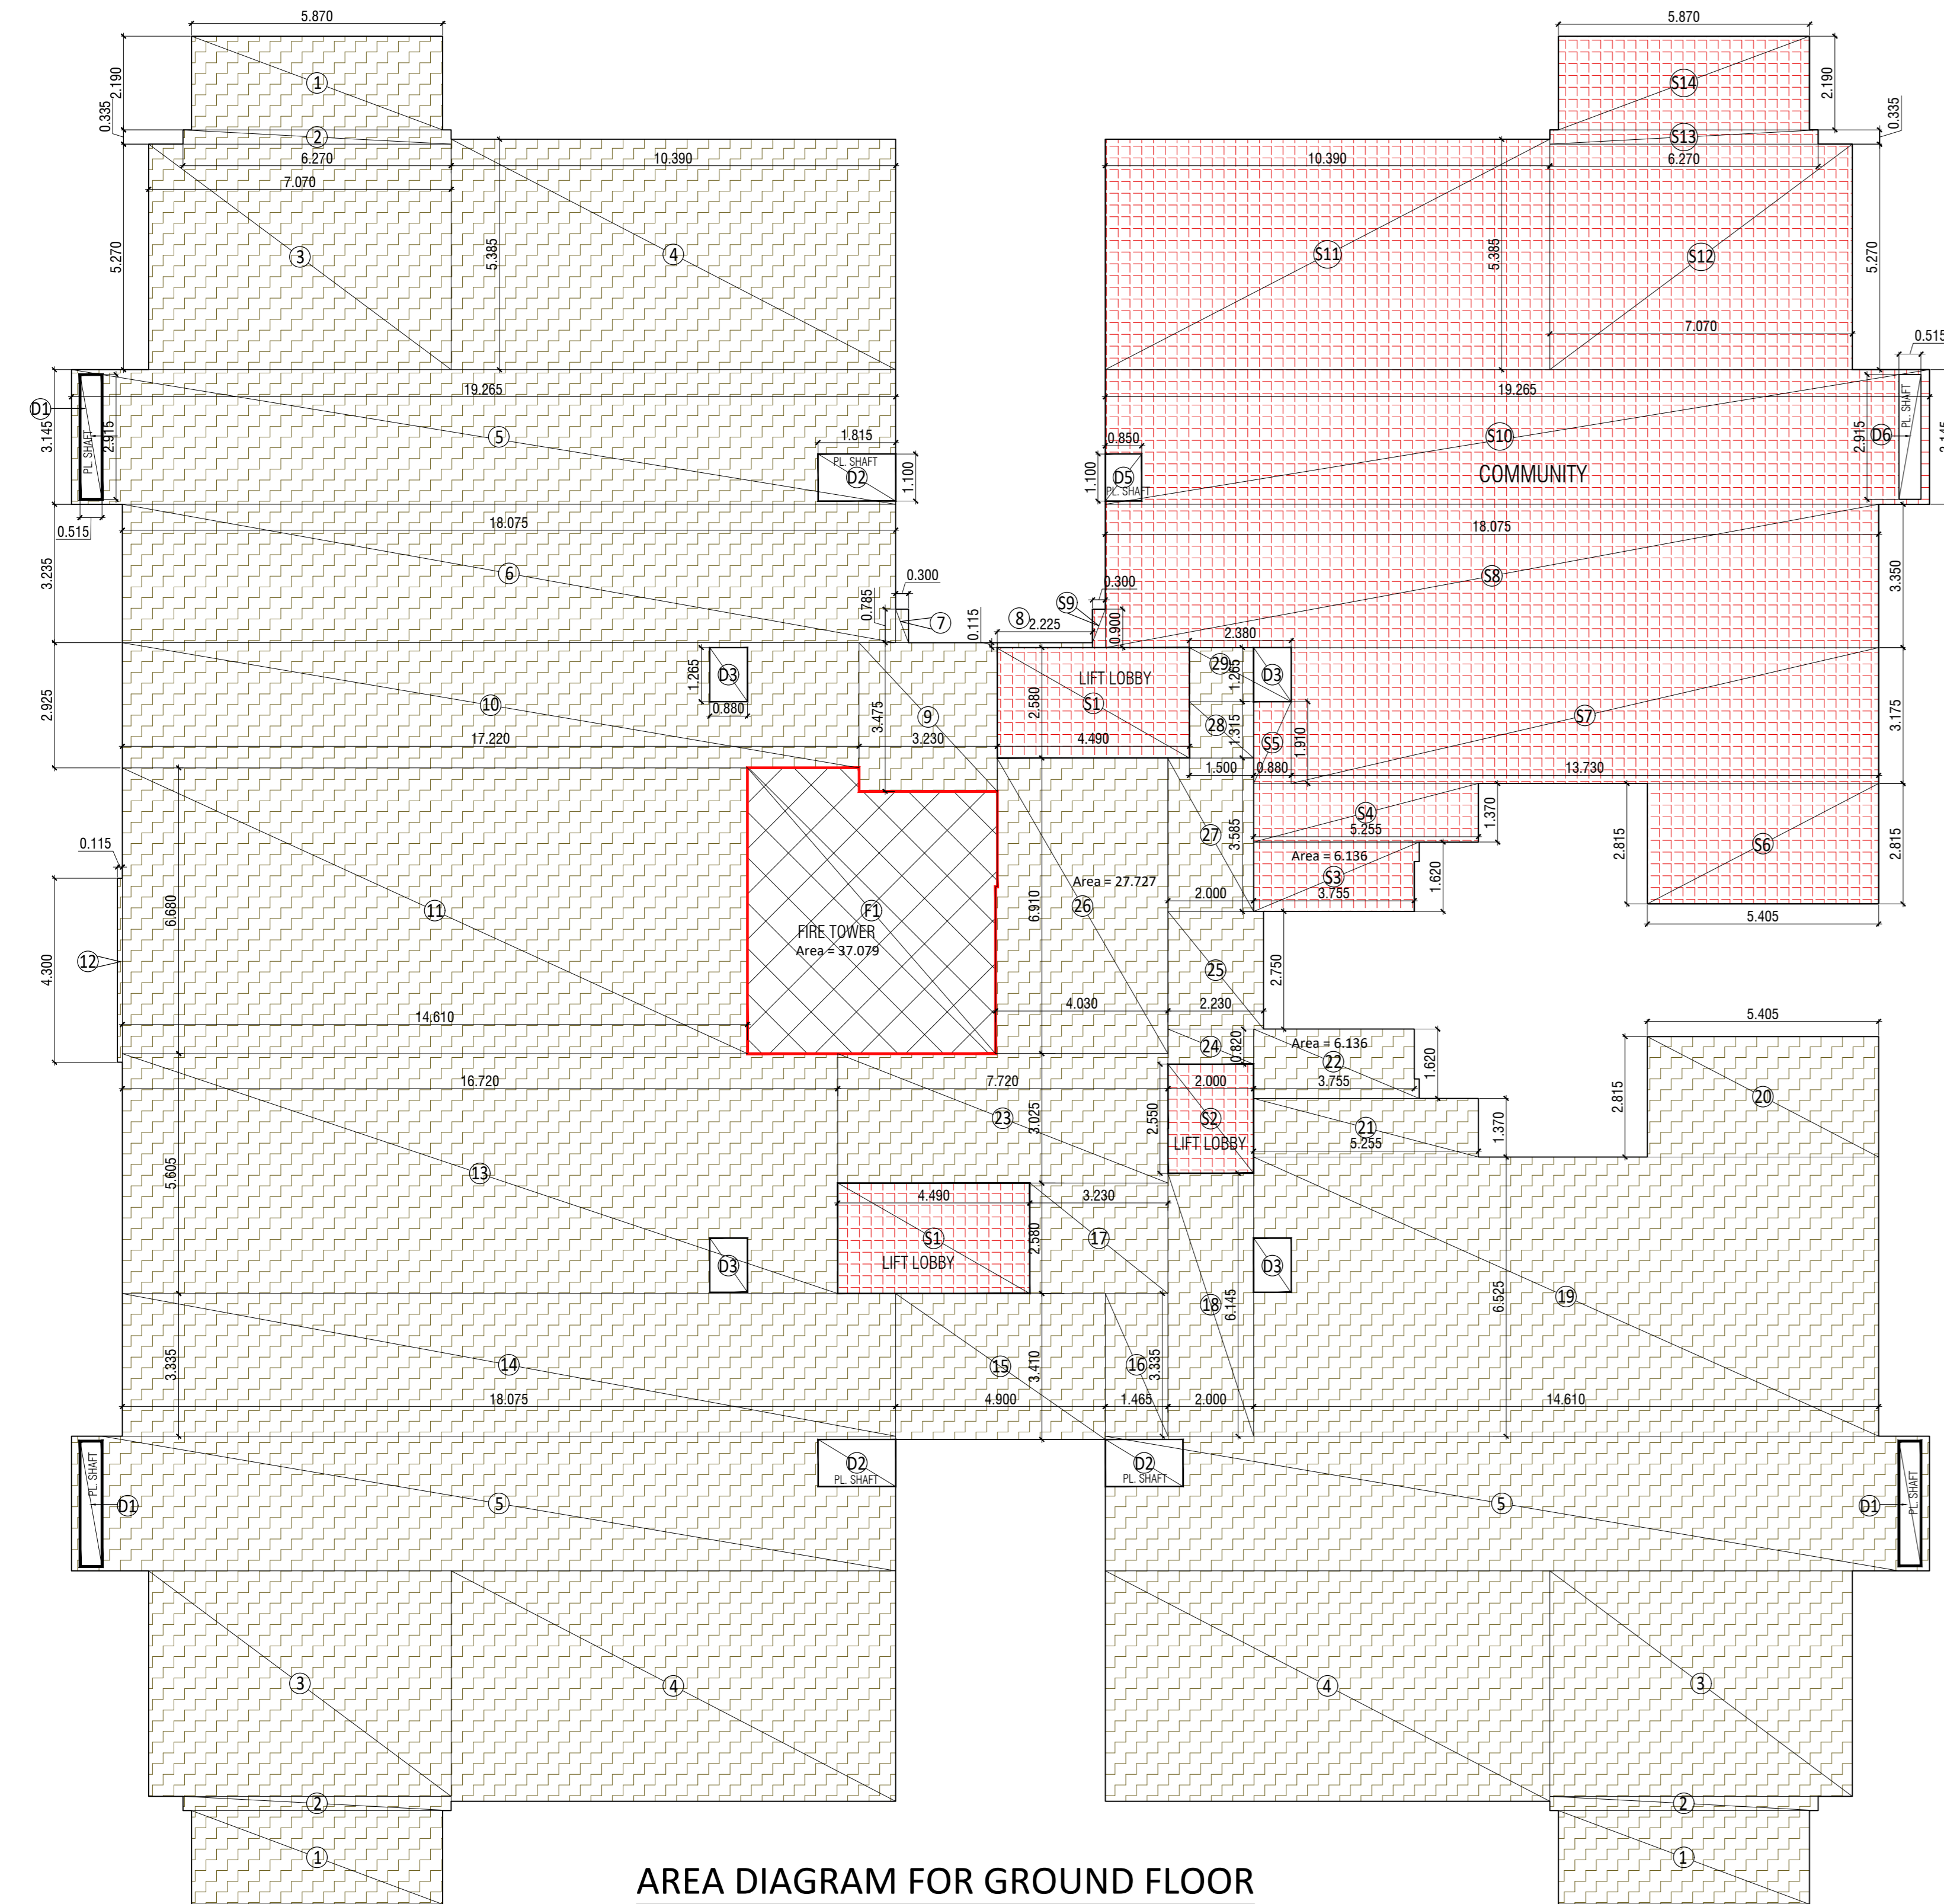 5.870
5.870
2.190
1
S14
2.190
0.335
2
S13
0.335
6.270
10.390
10.390
6.270
7.070
5.270
3
5.385
4
S11
5.385
S12
5.270
7.070
0.515
19.265
19.265
D1
3.145
PL. SHAFT
2.915
5
1.815
PL. SHAFT
D2
1.100
0.850
1.100
D5
PL. SHAFT
S10
COMMUNITY
2.915
D6
PL. SHAFT
0.515
18.075
18.075
3.235
6
0.300
0.785
7
0.115
8
2.225
S9
0.300
0.900
S8
3.350
2.380
1.265
D3
0.880
LIFT LOBBY
S1
2.580
29
1.265
D3
2.925
10
3.475
9
28
1.315
S5
1.910
S7
3.175
17.220
3.230
4.490
1.500
0.880
13.730
0.115
11
6.680
F1
FIRE TOWER
Area = 37.079
Area = 27.727
26
6.910
27
3.585
S4
5.255
1.370
2.815
S6
2.815
Area = 6.136
S3
3.755
1.620
2.000
5.405
12
4.300
25
2.750
14.610
4.030
2.230
5.405
24
0.820
Area = 6.136
22
3.755
1.620
2.815
20
16.720
7.720
2.000
23
3.025
2.550
S2
LIFT LOBBY
21
5.255
1.370
13
5.605
4.490
3.230
S1
LIFT LOBBY
2.580
17
D3
D3
18
6.145
6.525
19
14
3.335
15
3.410
16
3.335
18.075
4.900
1.465
2.000
14.610
PL. SHAFT
D1
5
D2
PL. SHAFT
D2
PL. SHAFT
5
D1
PL. SHAFT
3
4
4
3
2
2
1
1
AREA DIAGRAM FOR GROUND FLOOR